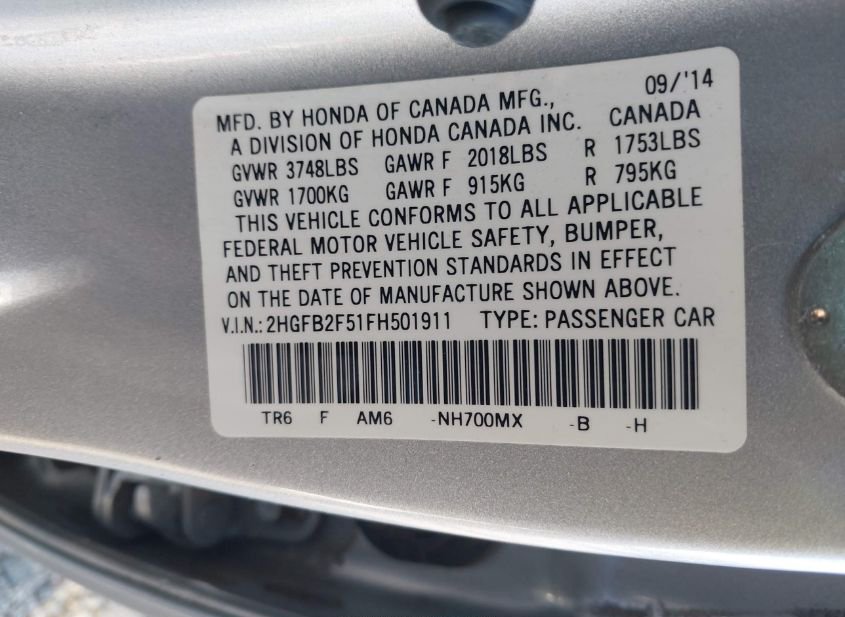 09/'14
MFD. BY HONDA OF CANADA MFG., CANADA
A DIVISION OF HONDA CANADA INC.
GVWR 3748LBS GAWR F 2018LBS R 1753LBS
GVWR 1700KG GAWR F 915KG R 795KG
THIS VEHICLE CONFORMS TO ALL APPLICABLE
FEDERAL MOTOR VEHICLE SAFETY, BUMPER,
AND THEFT PREVENTION STANDARDS IN EFFECT
ON THE DATE OF MANUFACTURE SHOWN ABOVE.
V.I.N.: 2HGFB2F51FH501911 TYPE: PASSENGER CAR
TR6 F AM6 -NH700MX -B -H